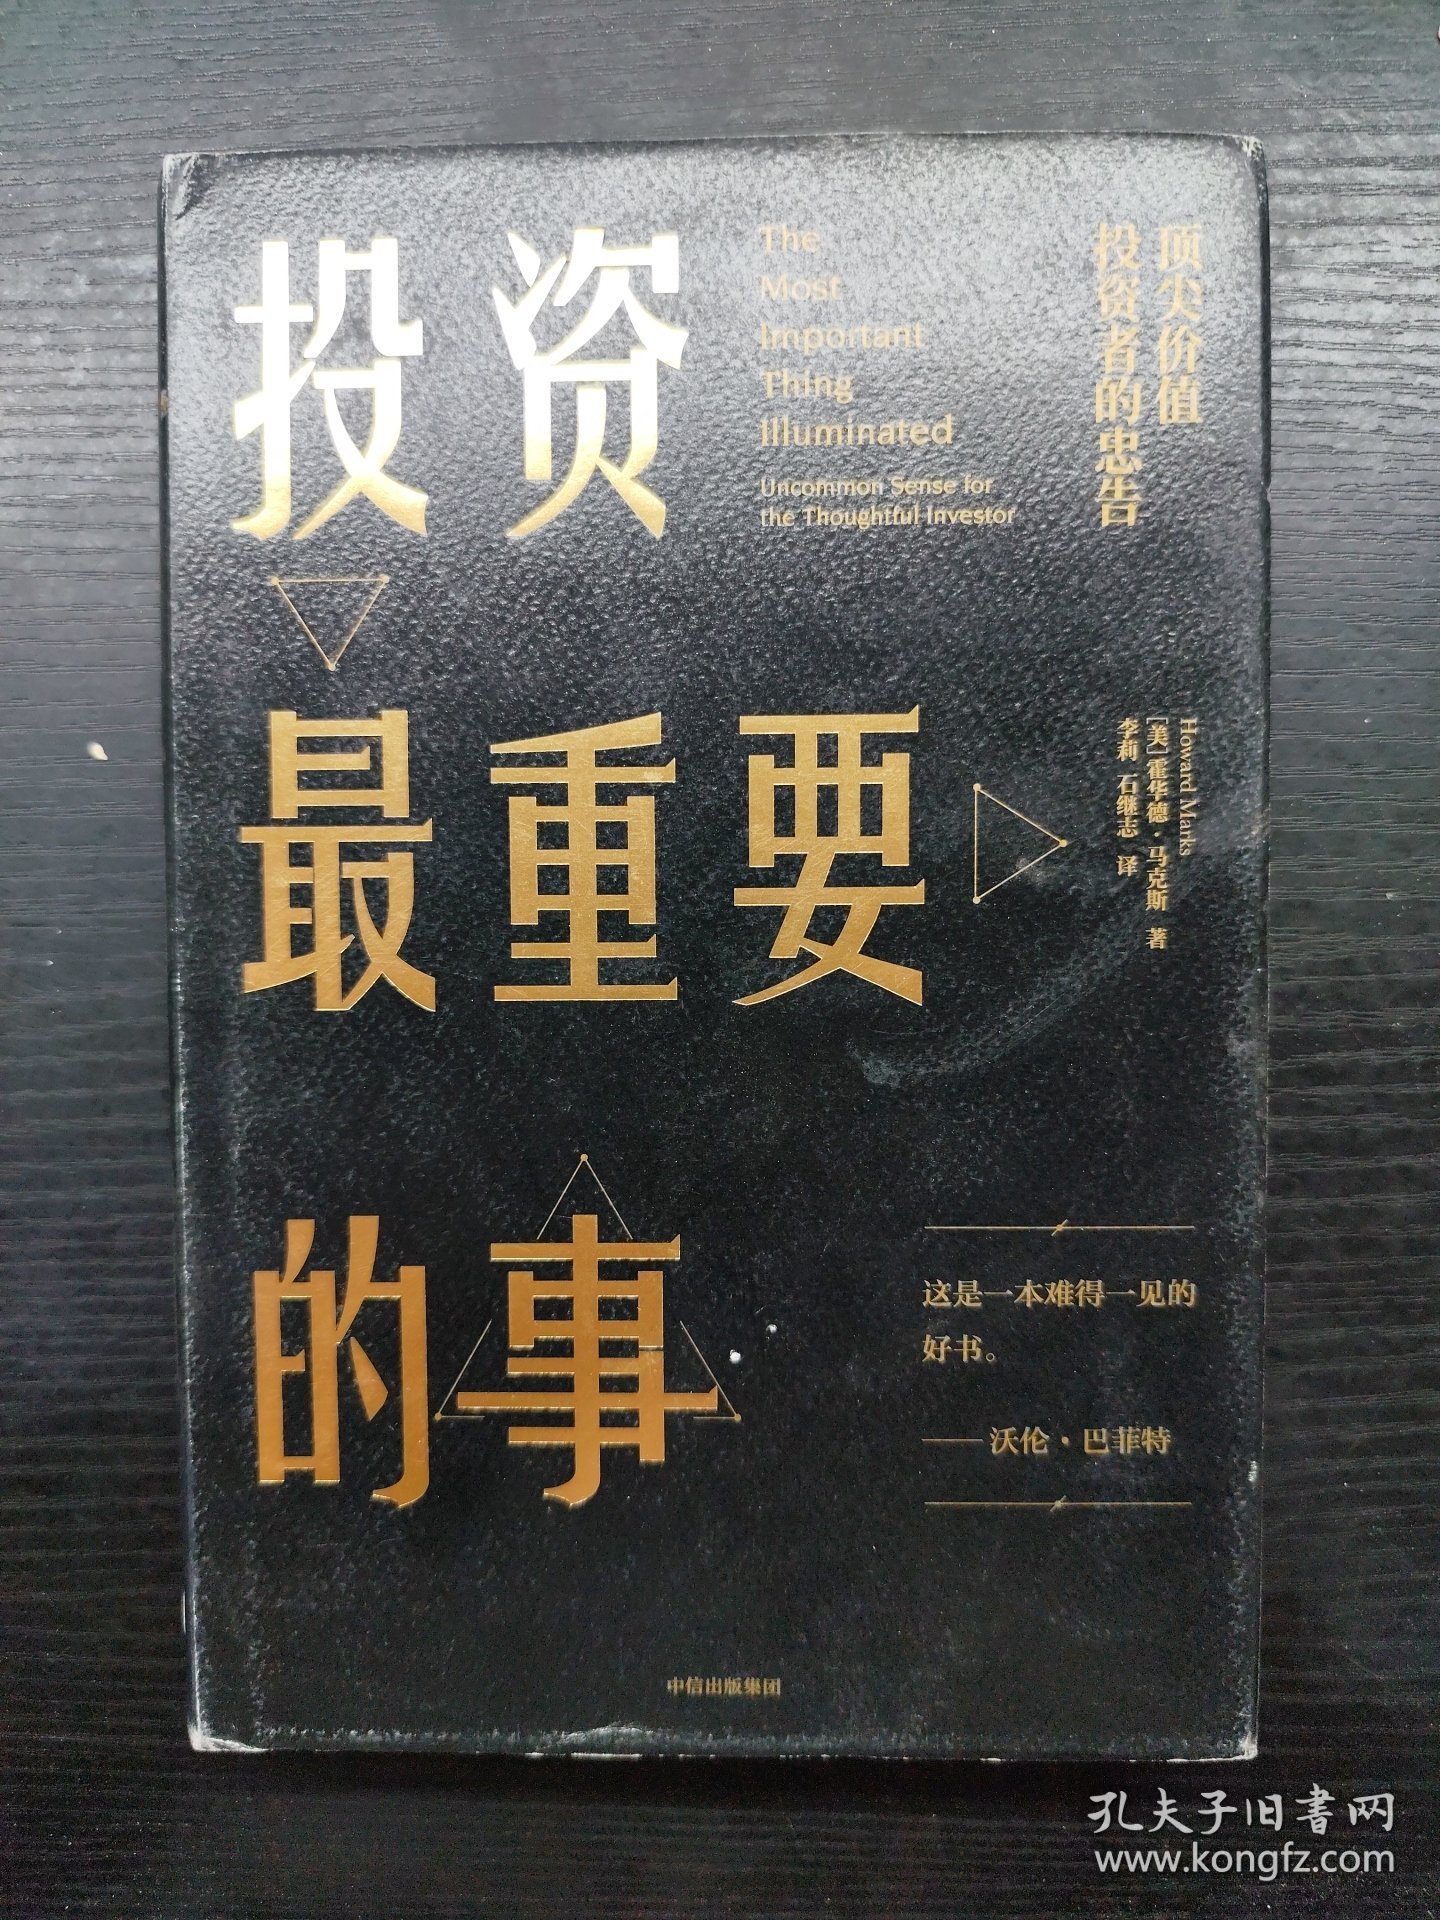 投资
The
Most
Important
Thing
Illuminated
Uncommon Sense for
the Thoughtful Investor
顶尖价值
投资者的忠告
最重要
Howard Marks
［美］霍华德·马克斯 著
李莉 石继志 译
的事
这是一本难得一见的
好书。
——沃伦·巴菲特
中信出版集团
孔夫子旧書网
www.kongfz.com